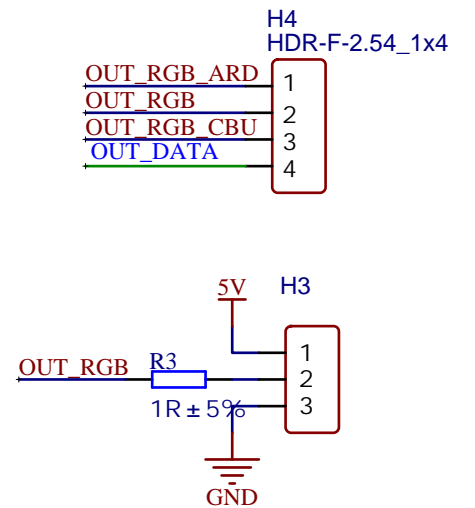 H4
HDR-F-2.54_1x4
OUT_RGB_ARD 1
OUT_RGB 2
OUT_RGB_CBU 3
OUT_DATA 4
5V H3
1
OUT_RGB R3 2
1R±5% 3
GND